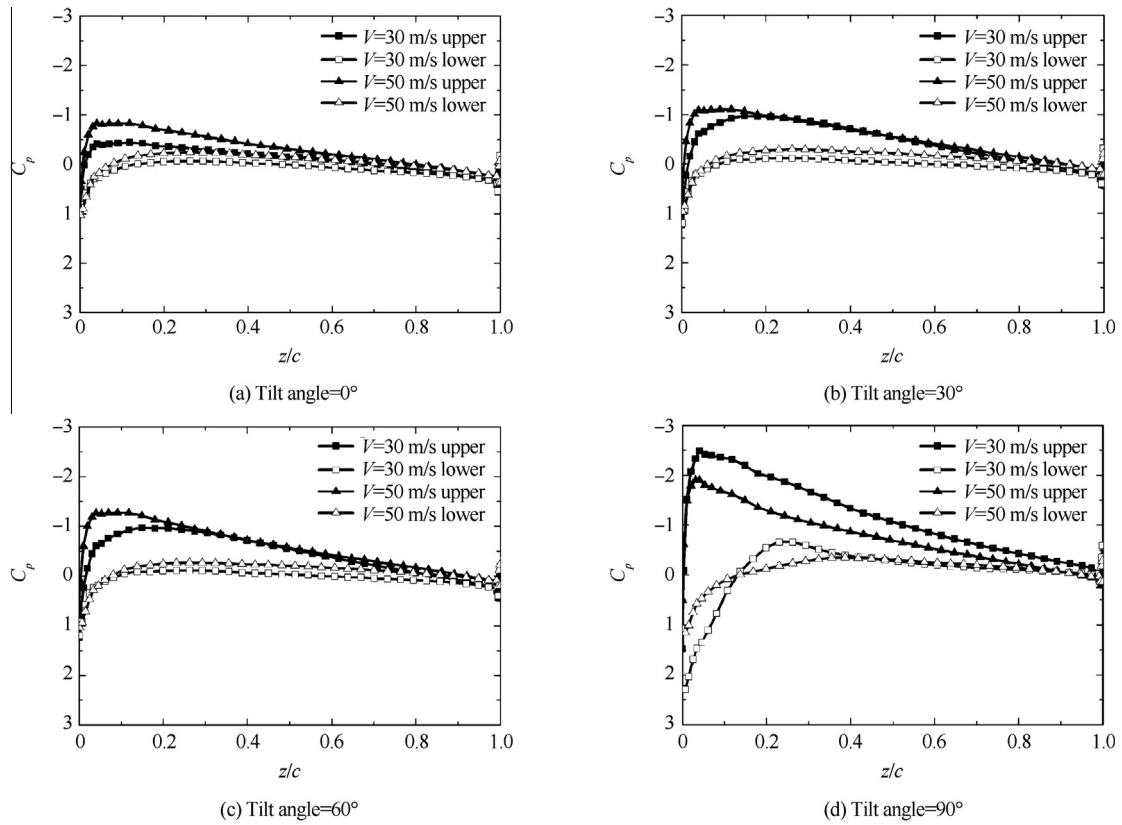 –3
–2
–1
0
1
2
3
C_p
V=30 m/s upper
V=30 m/s lower
V=50 m/s upper
V=50 m/s lower
0 0.2 0.4 0.6 0.8 1.0
z/c
(a) Tilt angle=0°
–3
–2
–1
0
1
2
3
C_p
V=30 m/s upper
V=30 m/s lower
V=50 m/s upper
V=50 m/s lower
0 0.2 0.4 0.6 0.8 1.0
z/c
(b) Tilt angle=30°
–3
–2
–1
0
1
2
3
C_p
V=30 m/s upper
V=30 m/s lower
V=50 m/s upper
V=50 m/s lower
0 0.2 0.4 0.6 0.8 1.0
z/c
(c) Tilt angle=60°
–3
–2
–1
0
1
2
3
C_p
V=30 m/s upper
V=30 m/s lower
V=50 m/s upper
V=50 m/s lower
0 0.2 0.4 0.6 0.8 1.0
z/c
(d) Tilt angle=90°